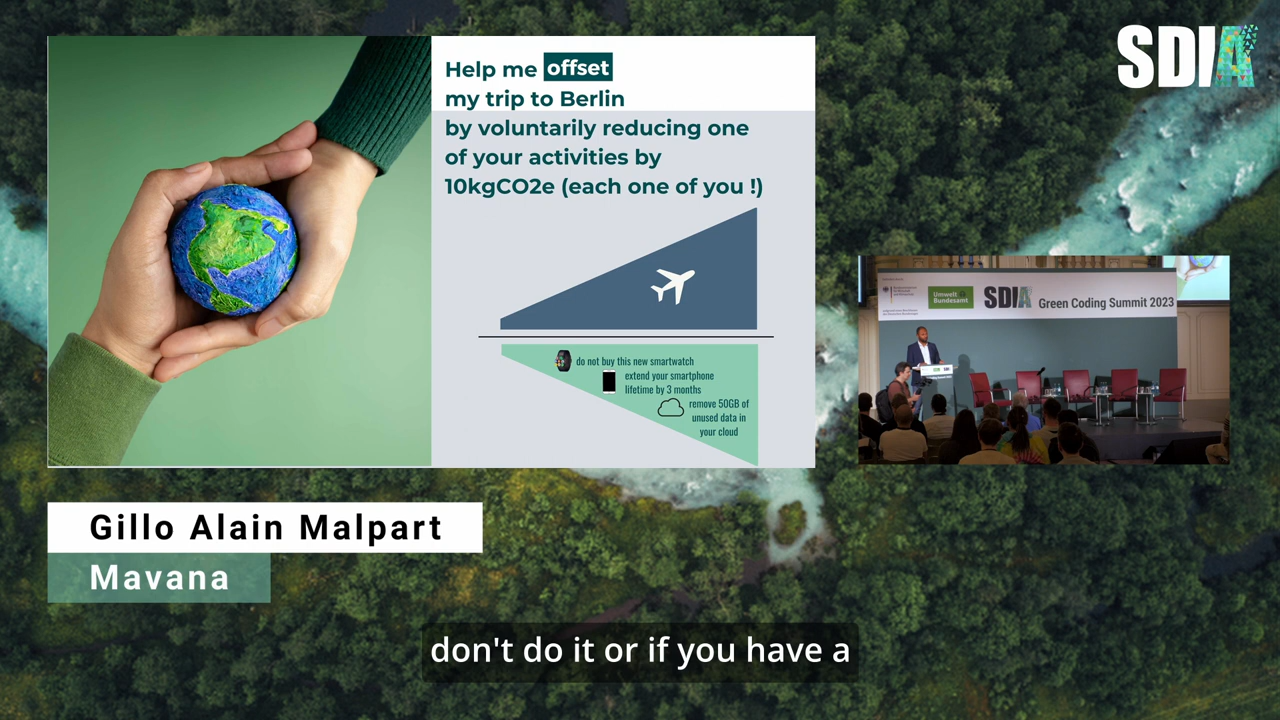 SDIA
Help me offset
my trip to Berlin
by voluntarily reducing one
of your activities by
10kgCO2e (each one of you !)
do not buy this new smartwatch
extend your smartphone
lifetime by 3 months
remove 50GB of
unused data in
your cloud
Umwelt
Bundesamt
SDIA
Green Coding Summit 2023
Gillo Alain Malpart
Mavana
don't do it or if you have a